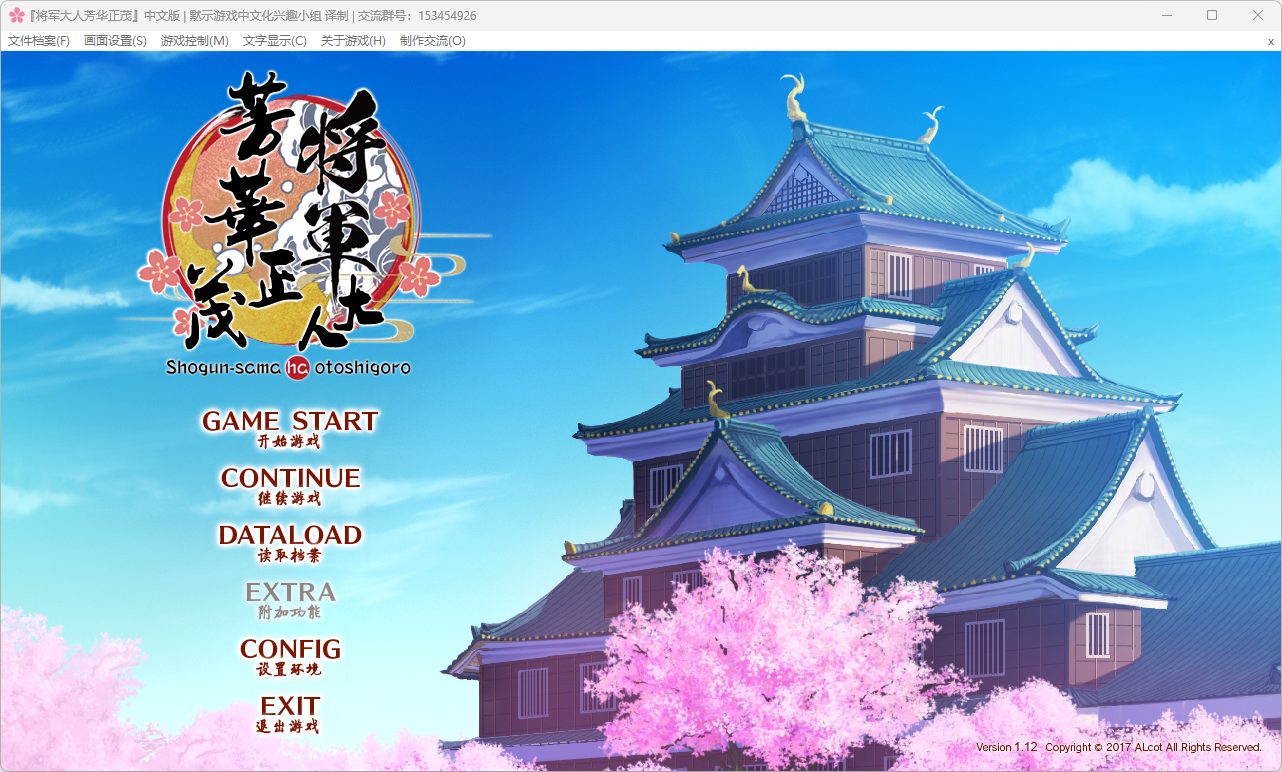 『将军大人芳华正茂』中文版 | 默示游戏中文化兴趣小组 译制 | 交流群号：153454926
文件档案(F) 画面设置(S) 游戏控制(M) 文字显示(C) 关于游戏(H) 制作交流(O) x
将軍大人
芳華正茂
Shogun-sama ha otoshigoro
GAME START
开始游戏
CONTINUE
继续游戏
DATALOAD
读取档案
EXTRA
附加功能
CONFIG
设置环境
EXIT
退出游戏
Version 1.12 Copyright © 2017 ALcot All Rights Reserved.